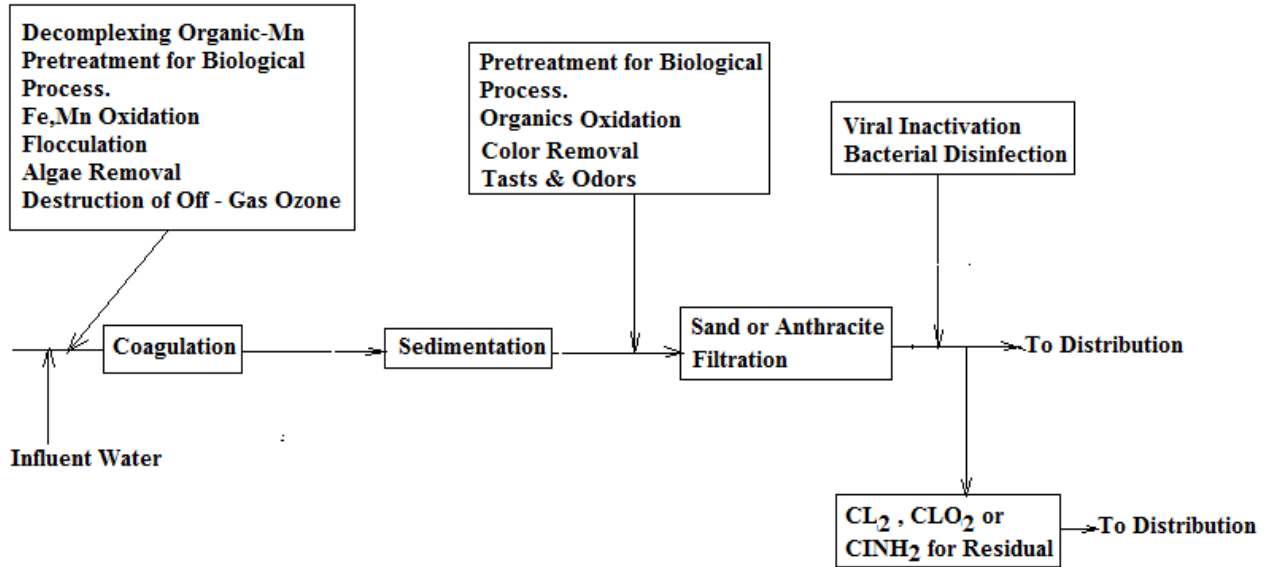 Decomplexing Organic-Mn
Pretreatment for Biological
Process.
Fe,Mn Oxidation
Flocculation
Algae Removal
Destruction of Off - Gas Ozone
Pretreatment for Biological
Process.
Organics Oxidation
Color Removal
Tasts & Odors
Viral Inactivation
Bacterial Disinfection
Coagulation
Sedimentation
Sand or Anthracite
Filtration
To Distribution
Influent Water
CL2 , CLO2 or
CINH2 for Residual
To Distribution